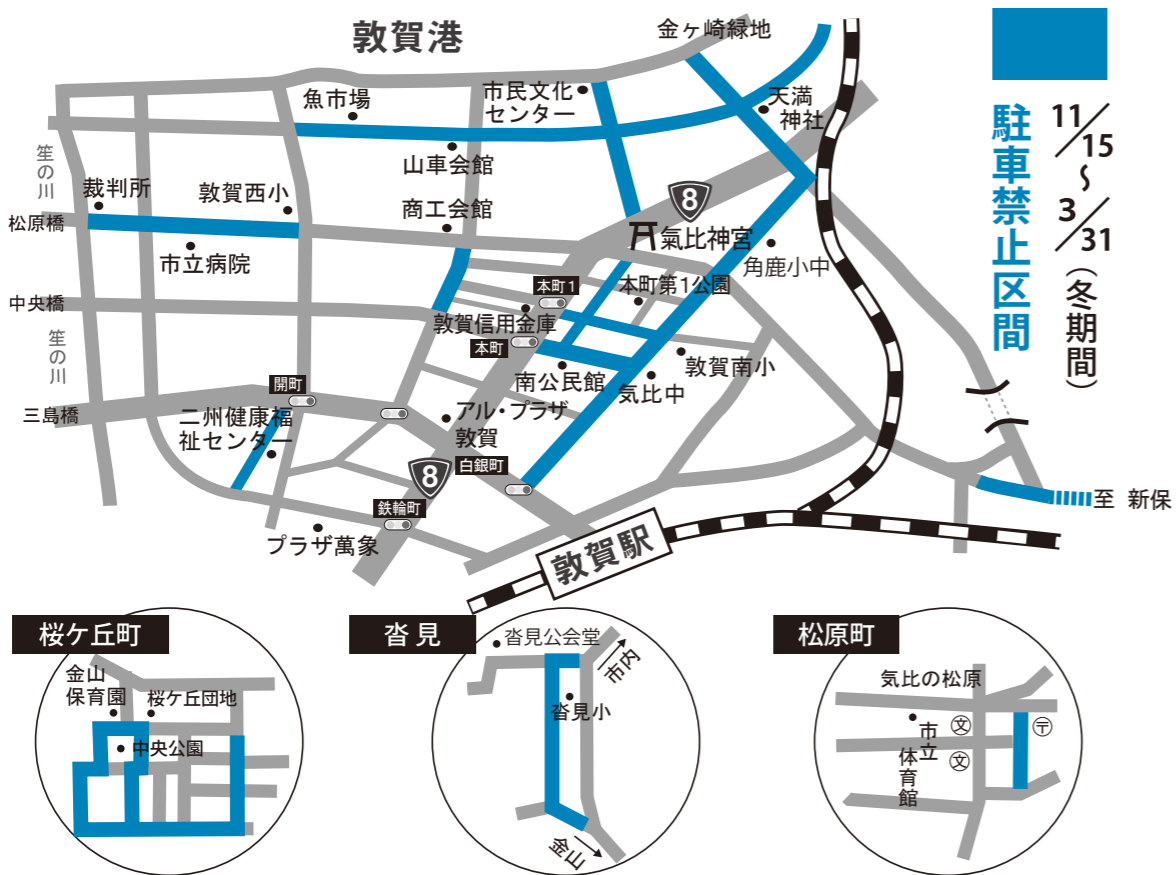 敦賀港
金ヶ崎緑地
魚市場
市民文化
センター
天満
神社
山車会館
笙の川
裁判所
敦賀西小
商工会館
8
松原橋
氣比神宮
市立病院
角鹿小中
中央橋
本町1
本町第1公園
敦賀信用金庫
本町
笙の川
南公民館
気比中
敦賀南小
開町
三島橋
二州健康福
祉センター
アル・プラザ
敦賀
白銀町
8
鉄輪町
プラザ萬象
敦賀駅
至 新保
駐車禁止区間
11/15
〜
3/31
(冬期間)
桜ケ丘町
金山
保育園
桜ケ丘団地
中央公園
沓見
沓見公会堂
市内
沓見小
金山
松原町
気比の松原
市立
体育館
文
文
〒